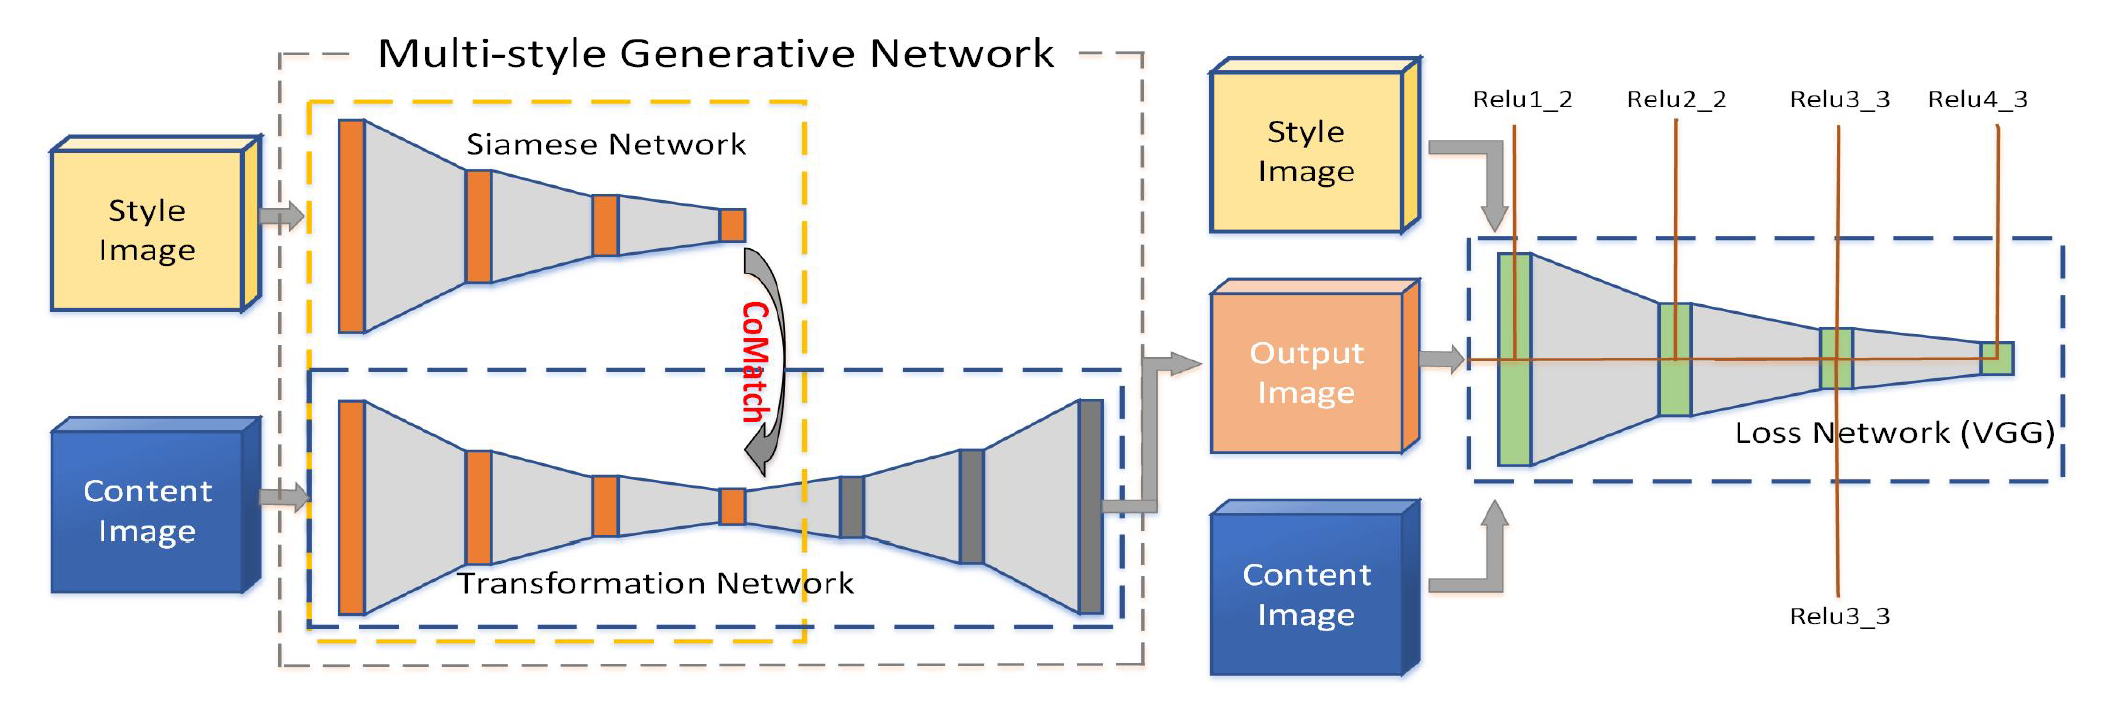 Multi-style Generative Network
Siamese Network
Style
Image
CoMatch
Content
Image
Transformation Network
Style
Image
Output
Image
Content
Image
Relu1_2
Relu2_2
Relu3_3
Relu4_3
Loss Network (VGG)
Relu3_3